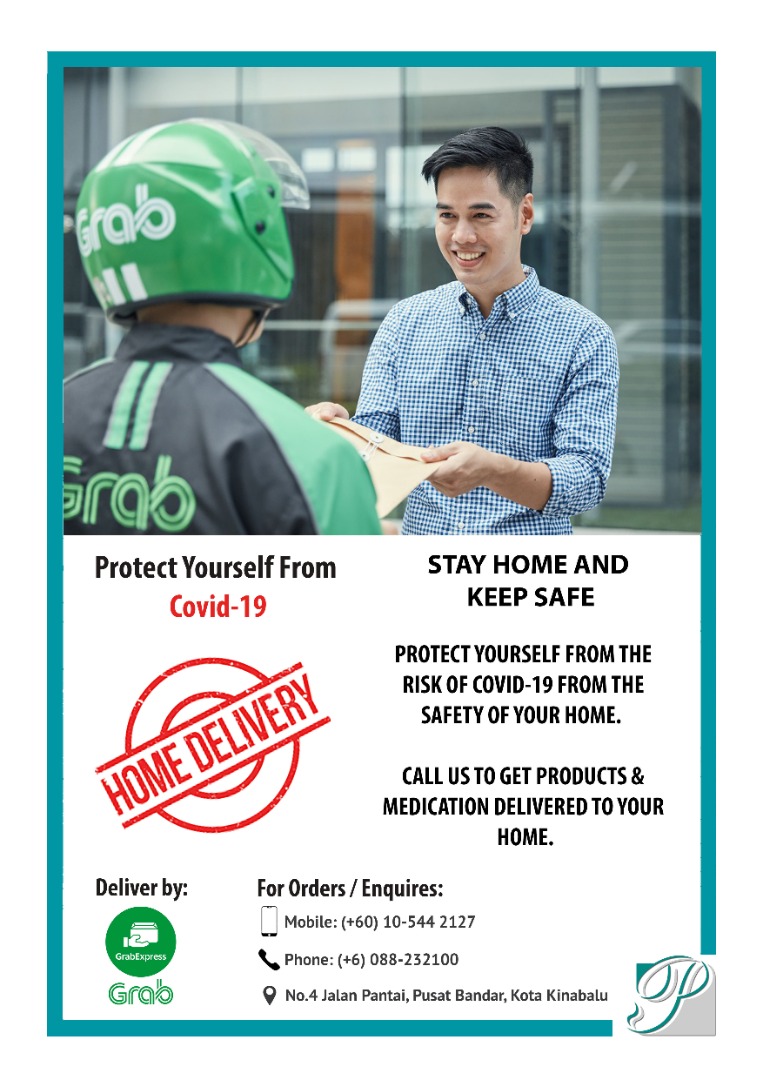 Grab
Grab
Protect Yourself From
Covid-19
HOME DELIVERY
STAY HOME AND
KEEP SAFE
PROTECT YOURSELF FROM THE
RISK OF COVID-19 FROM THE
SAFETY OF YOUR HOME.
CALL US TO GET PRODUCTS &
MEDICATION DELIVERED TO YOUR
HOME.
Deliver by:
GrabExpress
Grab
For Orders / Enquires:
Mobile: (+60) 10-544 2127
Phone: (+6) 088-232100
No.4 Jalan Pantai, Pusat Bandar, Kota Kinabalu
P